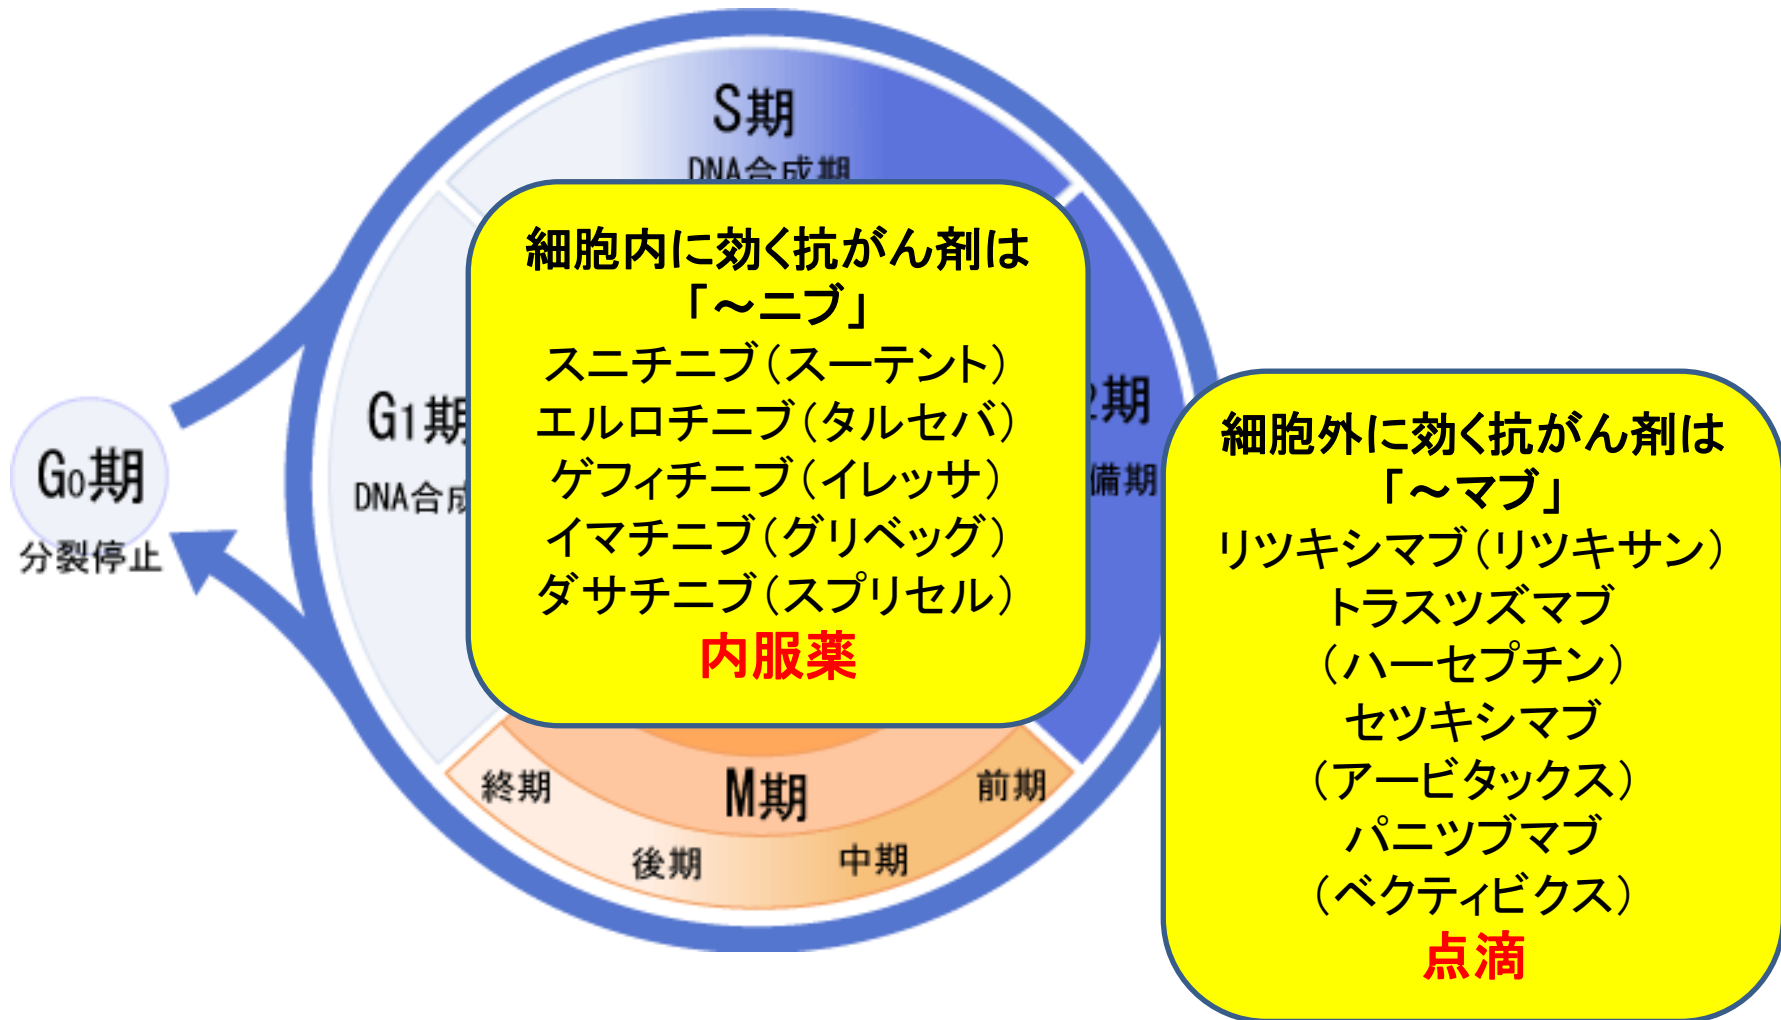 S期
DNA合成期
細胞内に効く抗がん剤は
「～ニブ」
スニチニブ（スーテント）
エルロチニブ（タルセバ）
ゲフィチニブ（イレッサ）
イマチニブ（グリベッグ）
ダサチニブ（スプリセル）
内服薬
G1期
DNA合成
G0期
分裂停止
2期
備期
細胞外に効く抗がん剤は
「～マブ」
リツキシマブ（リツキサン）
トラスツズマブ
（ハーセプチン）
セツキシマブ
（アービタックス）
パニツブマブ
（ベクティビクス）
点滴
終期
M期
前期
後期
中期